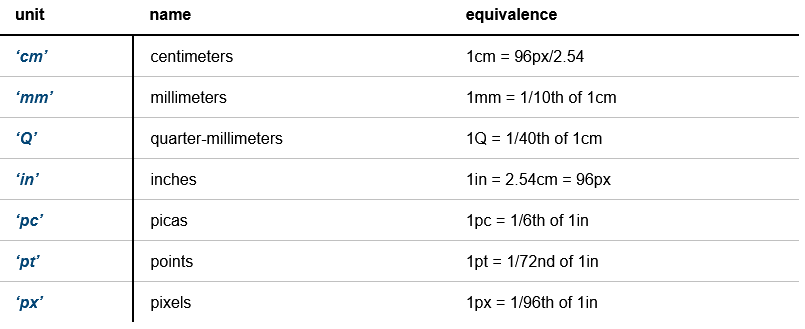 unit name equivalence
‘cm’ centimeters 1cm = 96px/2.54
‘mm’ millimeters 1mm = 1/10th of 1cm
‘Q’ quarter-millimeters 1Q = 1/40th of 1cm
‘in’ inches 1in = 2.54cm = 96px
‘pc’ picas 1pc = 1/6th of 1in
‘pt’ points 1pt = 1/72nd of 1in
‘px’ pixels 1px = 1/96th of 1in